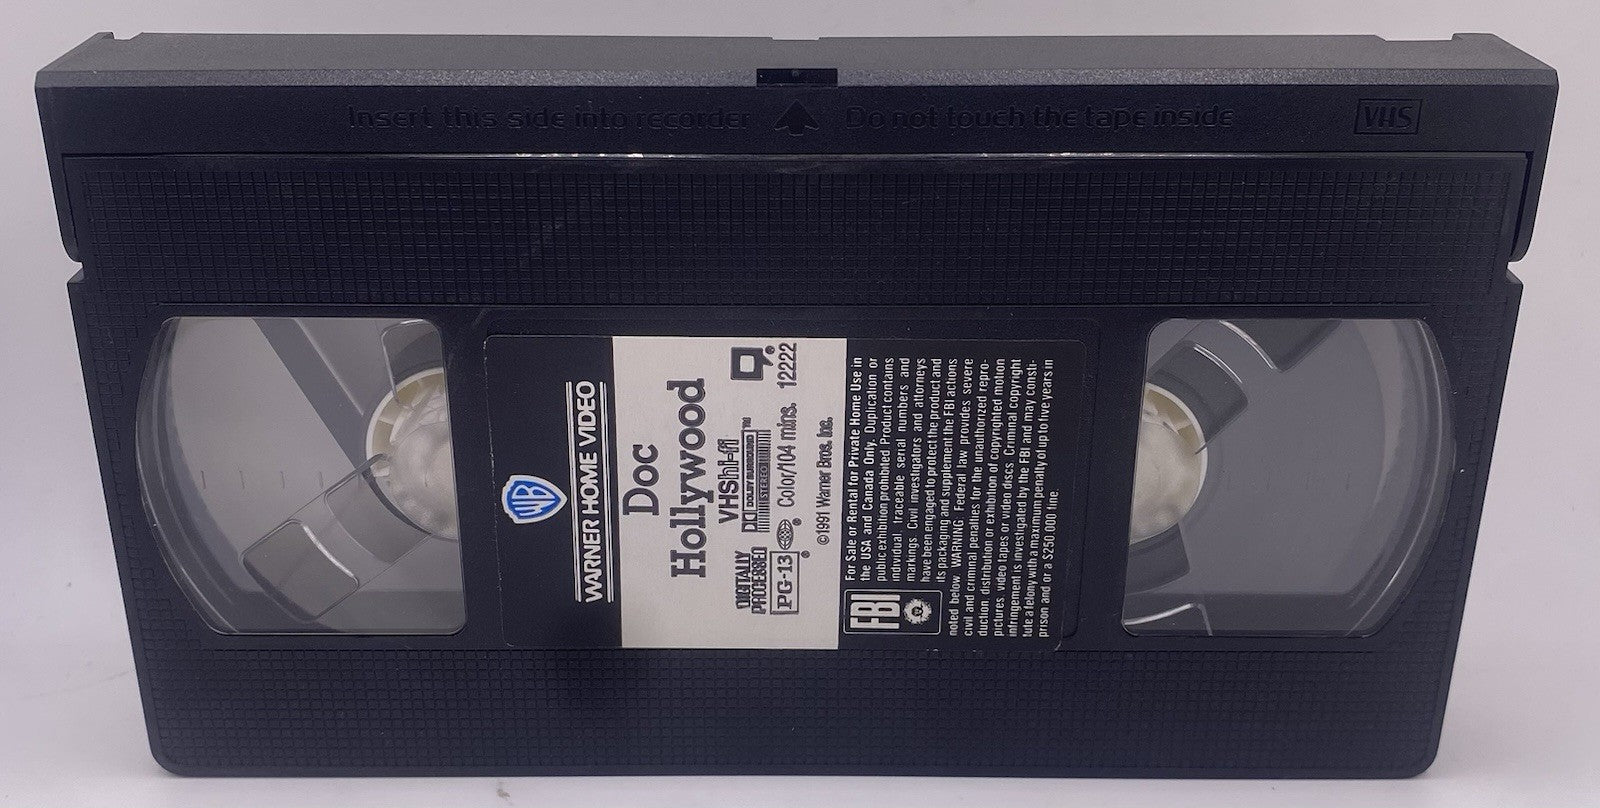 Insert this side into recorder
Do not touch the tape inside
VHS
WB
WARNER HOME VIDEO
Doc
Hollywood
VHS hi-fi
DIGITALLY
PROCESSED
DOLBY SURROUND™
STEREO
PG-13® ® Color/104 mins. 12222
©1991 Warner Bros. Inc.
For Sale or Rental for Private Home Use in
the USA and Canada Only. Duplication or
public exhibition prohibited Product contains
individual traceable serial numbers and
markings. Civil investigators and attorneys
have been engaged to protect the product and
its packaging and supplement the FBI actions
noted below. WARNING Federal law provides severe
civil and criminal penalties for the unauthorized repro-
duction distribution or exhibition of copyrighted motion
pictures, video tapes or video discs Criminal copyright
infringement is investigated by the FBI and may consti-
tute a felony with a maximum penalty of up to five years in
prison and/or a $250,000 fine.
FBI